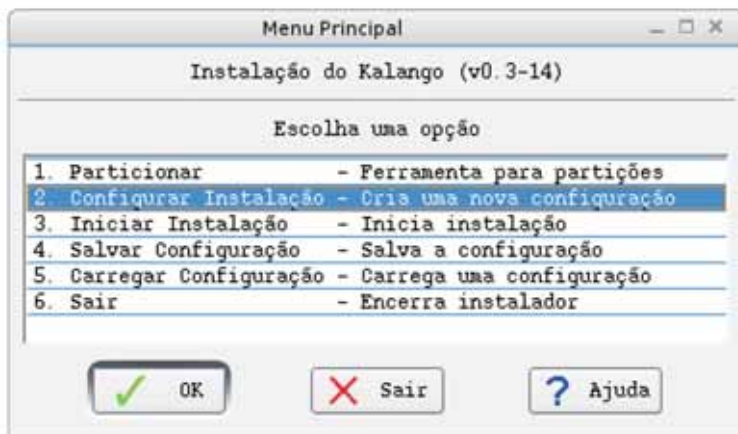 Menu Principal
Instalação do Kalango (v0.3-14)
Escolha uma opção
1. Particionar - Ferramenta para partições
2. Configurar Instalação - Cria uma nova configuração
3. Iniciar Instalação - Inicia instalação
4. Salvar Configuração - Salva a configuração
5. Carregar Configuração - Carrega uma configuração
6. Sair - Encerra instalador
OK Sair Ajuda